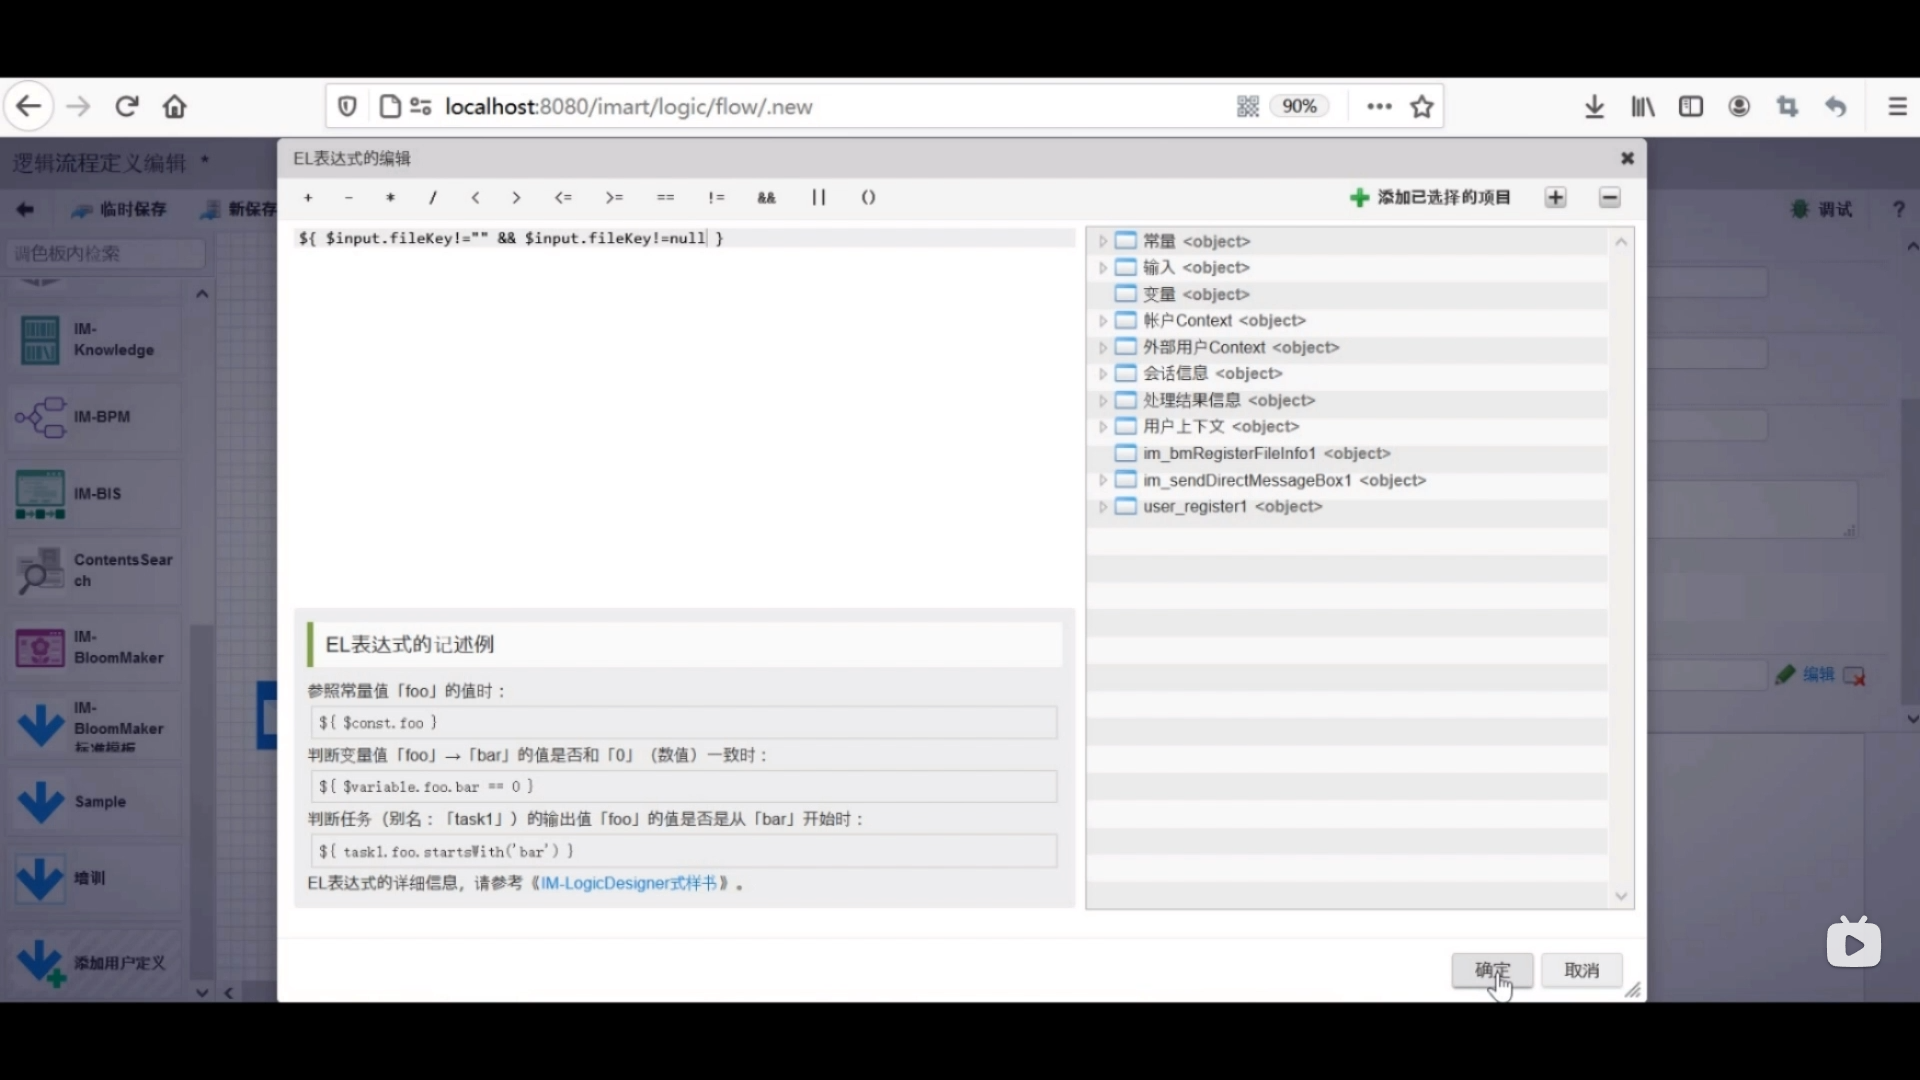 localhost:8080/imart/logic/flow/.new
90%
逻辑流程定义编辑 *
EL表达式的编辑
临时保存
新保存
+ - * / < > <= >= == != && || ()
添加已选择的项目
调试
?
调色板内检索
${ $input.fileKey!="" && $input.fileKey!=null }
常量 <object>
输入 <object>
变量 <object>
帐户Context <object>
外部用户Context <object>
会话信息 <object>
处理结果信息 <object>
用户上下文 <object>
im_bmRegisterFileInfo1 <object>
im_sendDirectMessageBox1 <object>
user_register1 <object>
IM-
Knowledge
IM-BPM
IM-BIS
ContentsSear
ch
IM-
BloomMaker
IM-
BloomMaker
标准模板
Sample
培训
添加用户定义
EL表达式的记述例
参照常量值「foo」的值时：
${ $const.foo }
判断变量值「foo」→「bar」的值是否和「0」（数值）一致时：
${ $variable.foo.bar == 0 }
判断任务（别名：「task1」）的输出值「foo」的值是否是从「bar」开始时：
${ task1.foo.startsWith('bar') }
EL表达式的详细信息，请参考《IM-LogicDesigner式样书》。
编辑
确定
取消